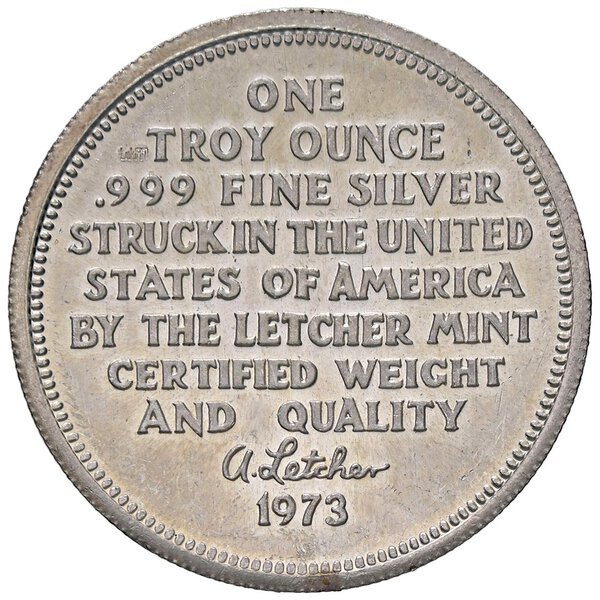 ONE
TROY OUNCE
.999 FINE SILVER
STRUCK IN THE UNITED
STATES OF AMERICA
BY THE LETCHER MINT
CERTIFIED WEIGHT
AND QUALITY
A. Letcher
1973